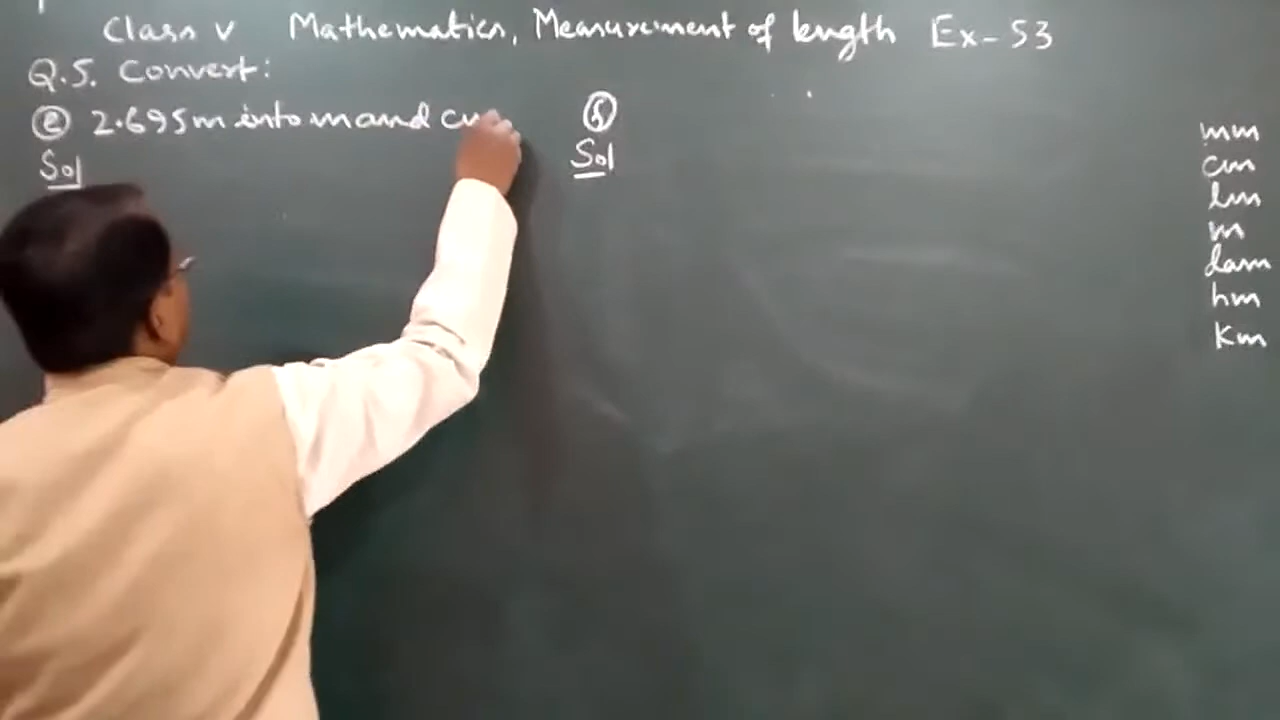 Class V Mathematics, Measurement of length Ex-53
Q.5. Convert:
(e) 2.695m into m and cm
Sol
(f)
Sol
mm
cm
dm
m
dam
hm
Km